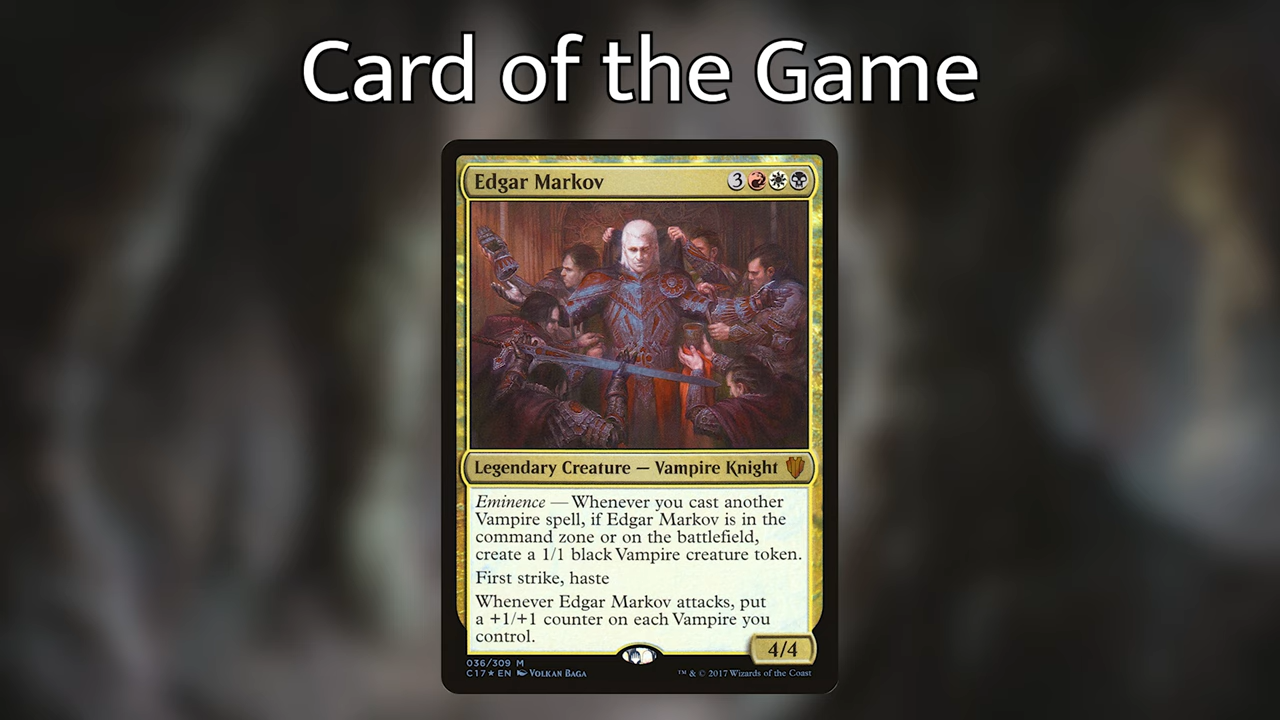 Card of the Game
Edgar Markov
3
Legendary Creature — Vampire Knight
Eminence — Whenever you cast another
Vampire spell, if Edgar Markov is in the
command zone or on the battlefield,
create a 1/1 black Vampire creature token.
First strike, haste
Whenever Edgar Markov attacks, put
a +1/+1 counter on each Vampire you
control.
4/4
036/309 M
C17★EN Volkan Baga
™ & © 2017 Wizards of the Coast